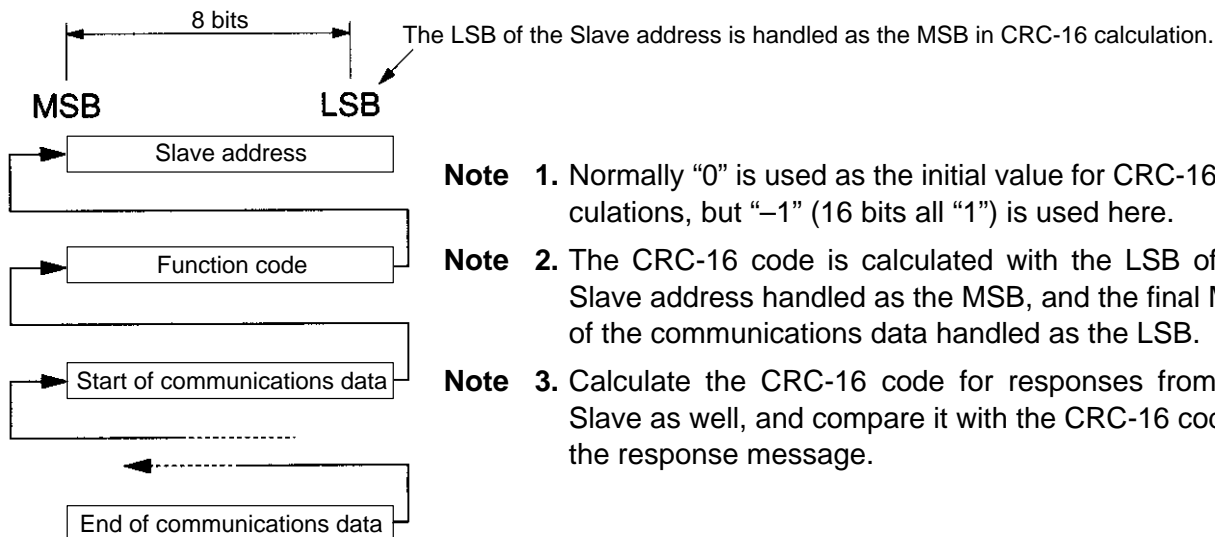 8 bits
The LSB of the Slave address is handled as the MSB in CRC-16 calculation.
MSB LSB
Slave address
Function code
Start of communications data
End of communications data
Note 1. Normally “0” is used as the initial value for CRC-16
culations, but “–1” (16 bits all “1”) is used here.
Note 2. The CRC-16 code is calculated with the LSB of
Slave address handled as the MSB, and the final
of the communications data handled as the LSB.
Note 3. Calculate the CRC-16 code for responses from
Slave as well, and compare it with the CRC-16
the response message.